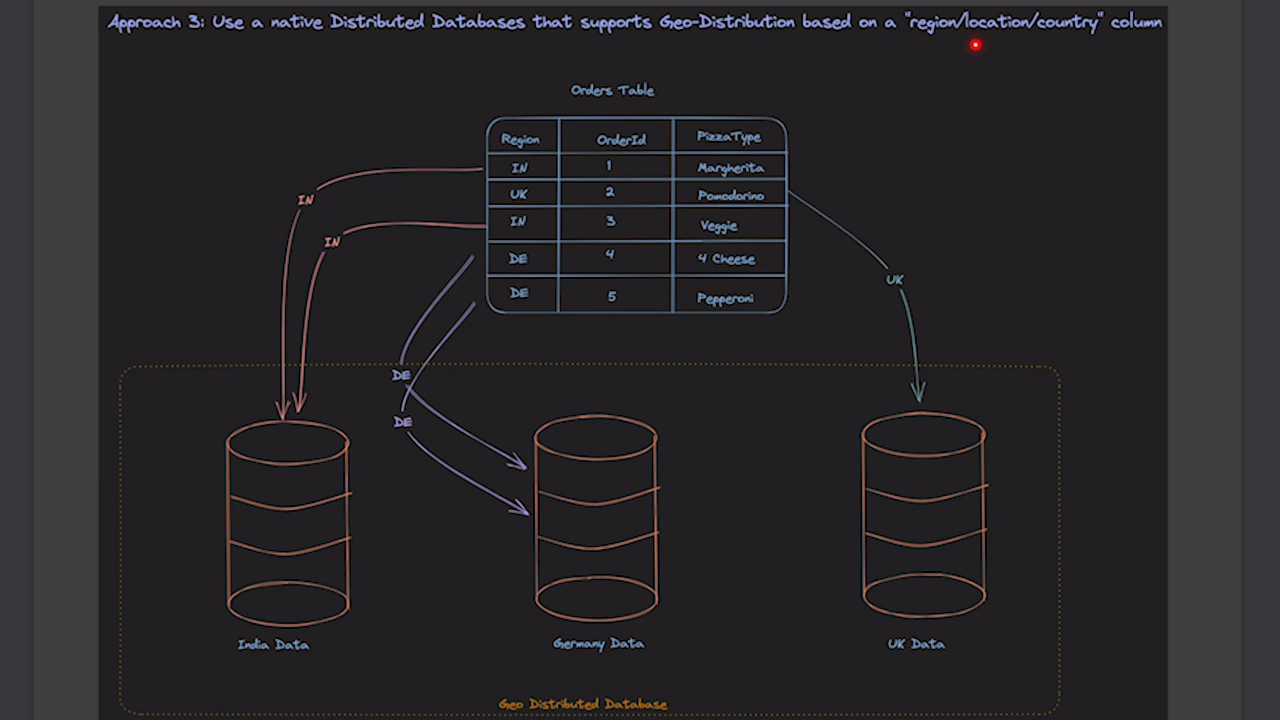 Approach 3: Use a native Distributed Databases that supports Geo-Distribution based on a "region/location/country" column
Orders Table
Region OrderId PizzaType
IN 1 Margherita
UK 2 Pomodorino
IN 3 Veggie
DE 4 4 Cheese
DE 5 Pepperoni
IN
IN
UK
DE
DE
India Data
Germany Data
UK Data
Geo Distributed Database